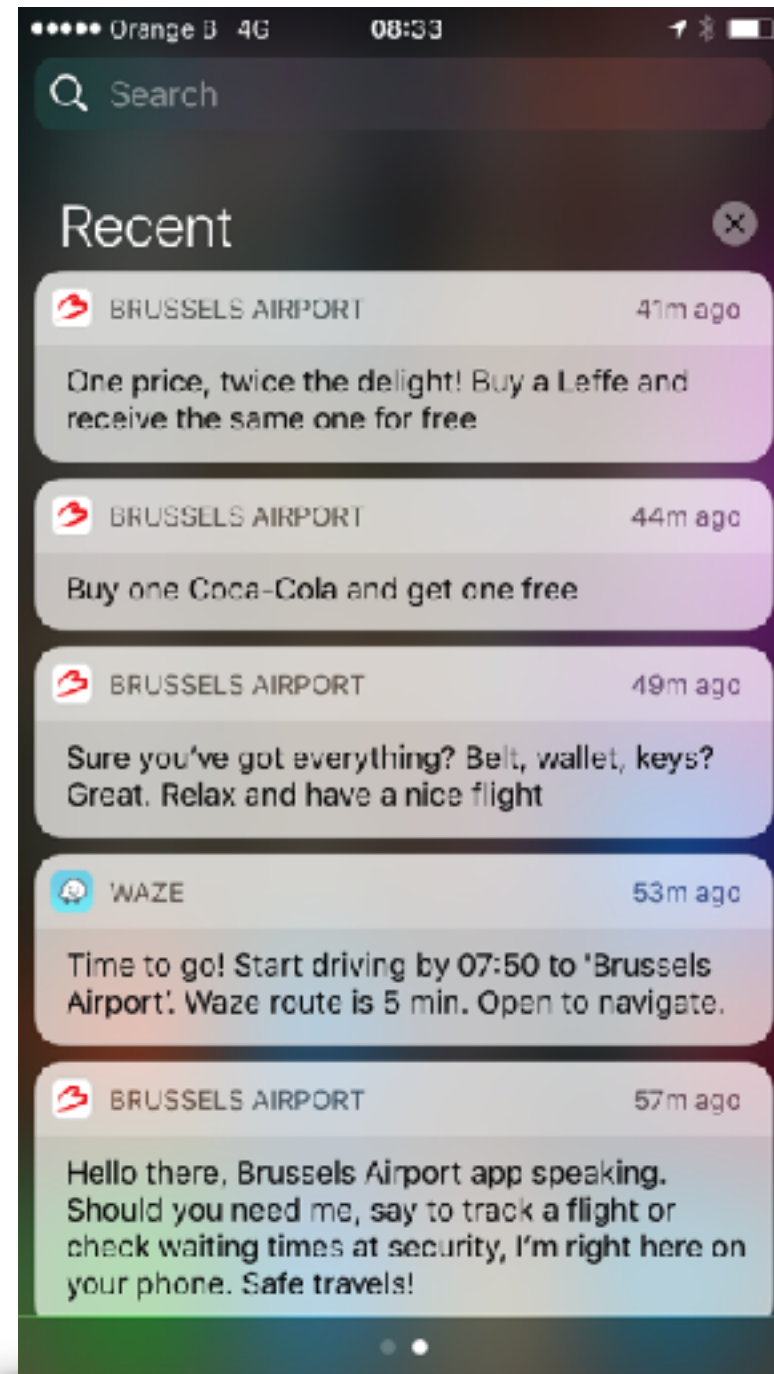 Orange B 4G 08:33
Search
Recent
BRUSSELS AIRPORT 41m ago
One price, twice the delight! Buy a Leffe and
receive the same one for free
BRUSSELS AIRPORT 44m ago
Buy one Coca-Cola and get one free
BRUSSELS AIRPORT 49m ago
Sure you've got everything? Belt, wallet, keys?
Great. Relax and have a nice flight
WAZE 53m ago
Time to go! Start driving by 07:50 to 'Brussels
Airport'. Waze route is 5 min. Open to navigate.
BRUSSELS AIRPORT 57m ago
Hello there, Brussels Airport app speaking.
Should you need me, say to track a flight or
check waiting times at security, I'm right here on
your phone. Safe travels!